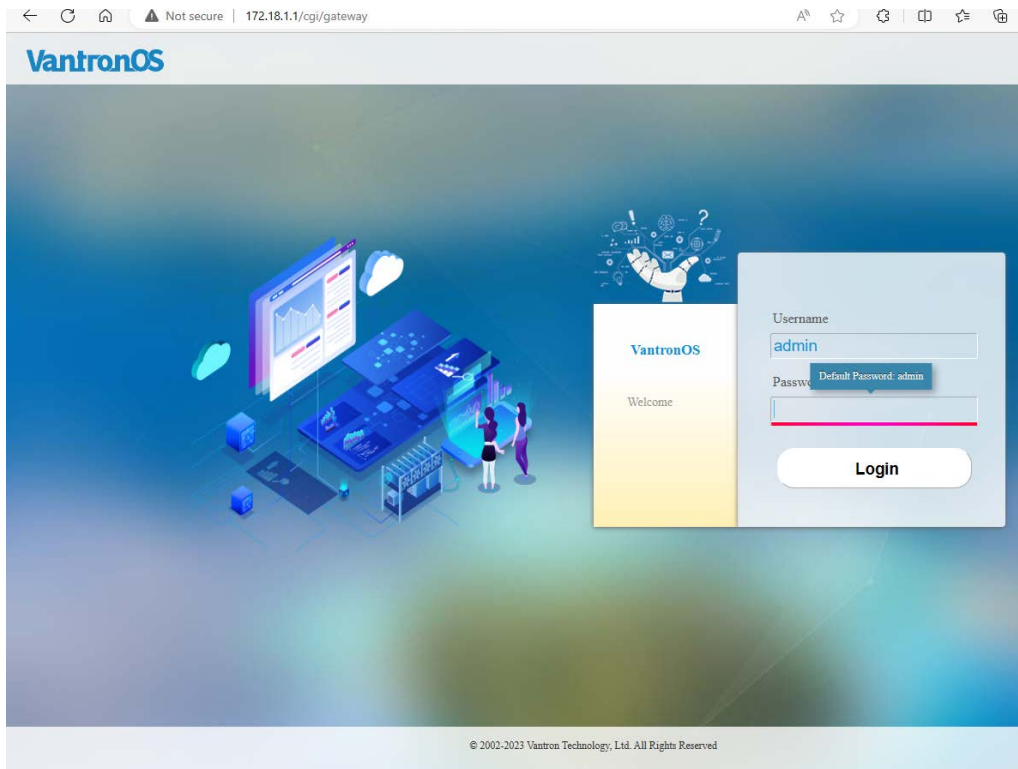 Not secure | 172.18.1.1/cgi/gateway
VantronOS
Username
admin
VantronOS
Default Password: admin
Passwo
Welcome
Login
© 2002-2023 Vantron Technology, Ltd. All Rights Reserved